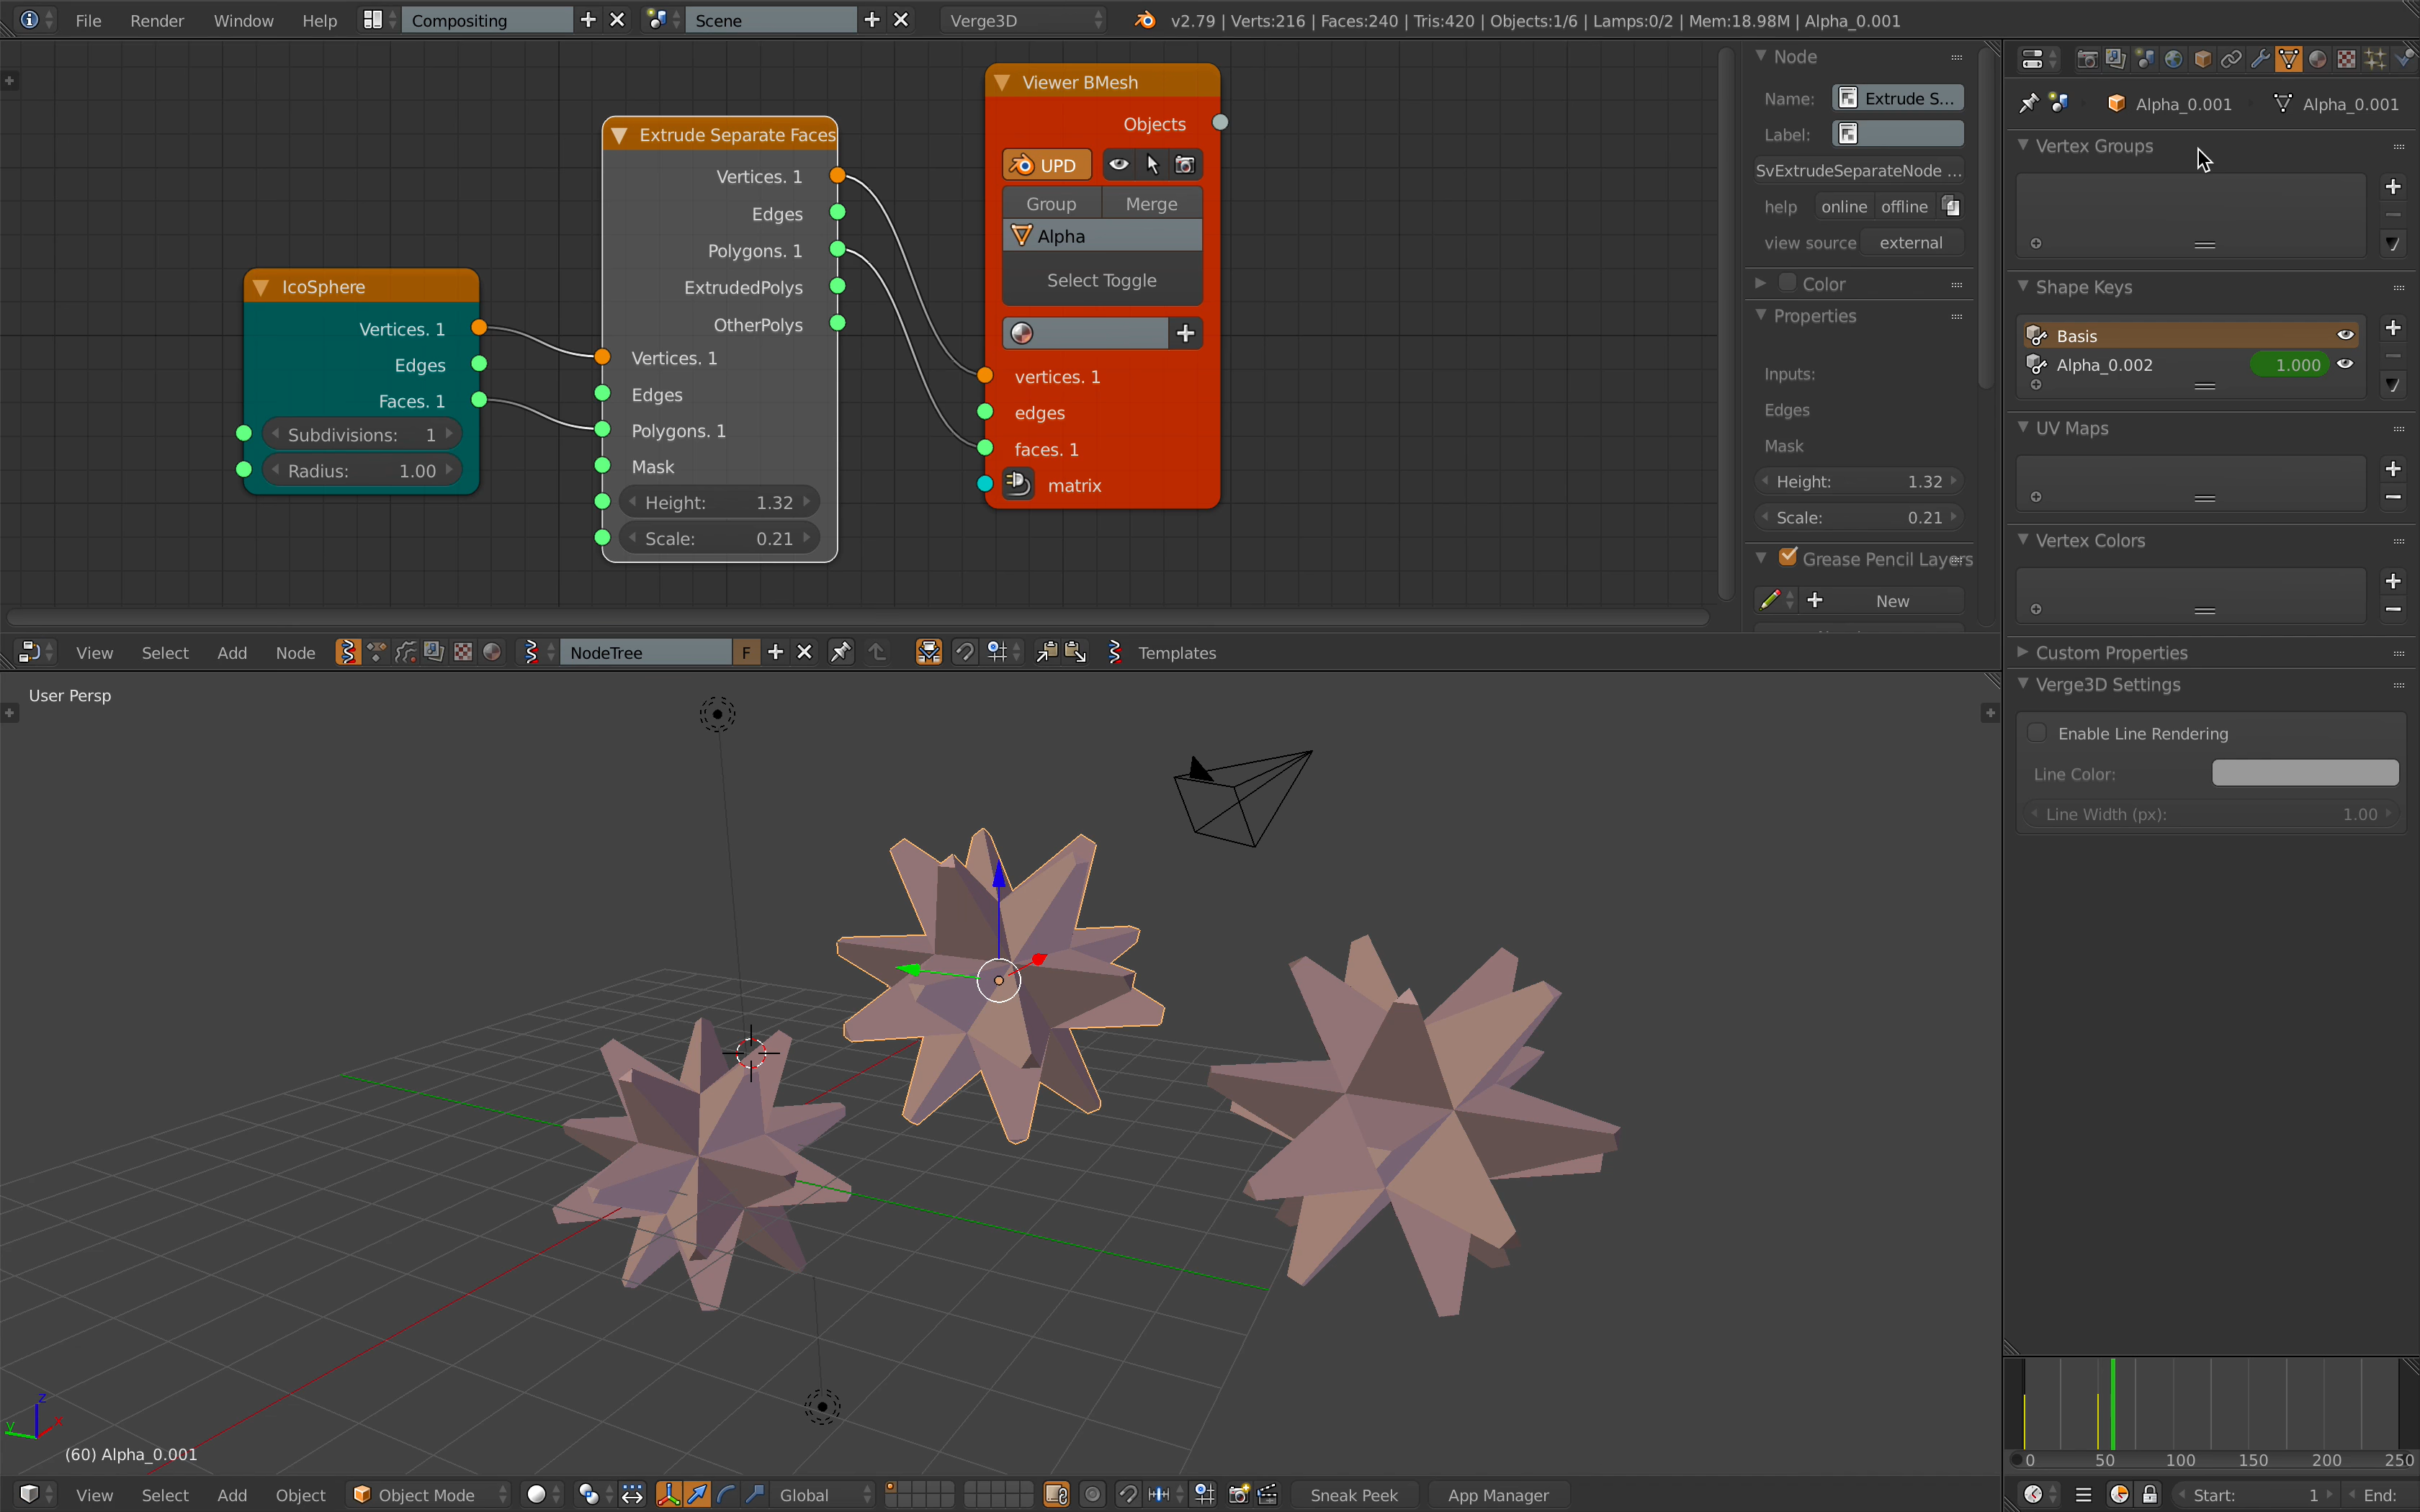 File Render Window Help Compositing Scene Verge3D v2.79 | Verts:216 | Faces:240 | Tris:420 | Objects:1/6 | Lamps:0/2 | Mem:18.98M | Alpha_0.001
IcoSphere
Vertices. 1
Edges
Faces. 1
Subdivisions: 1
Radius: 1.00
Extrude Separate Faces
Vertices. 1
Edges
Polygons. 1
ExtrudedPolys
OtherPolys
Vertices. 1
Edges
Polygons. 1
Mask
Height: 1.32
Scale: 0.21
Viewer BMesh
Objects
UPD
Group Merge
Alpha
Select Toggle
vertices. 1
edges
faces. 1
matrix
Node
Name: Extrude S...
Label:
SvExtrudeSeparateNode ...
help online offline
view source external
Color
Properties
Inputs:
Edges
Mask
Height: 1.32
Scale: 0.21
Grease Pencil Layers
New
Alpha_0.001 Alpha_0.001
Vertex Groups
Shape Keys
Basis
Alpha_0.002 1.000
UV Maps
Vertex Colors
Custom Properties
Verge3D Settings
Enable Line Rendering
Line Color:
Line Width (px): 1.00
View Select Add Node NodeTree F Templates
User Persp
z
y x
(60) Alpha_0.001
0 50 100 150 200 250
View Select Add Object Object Mode Global Sneak Peek App Manager
Start: 1 End: